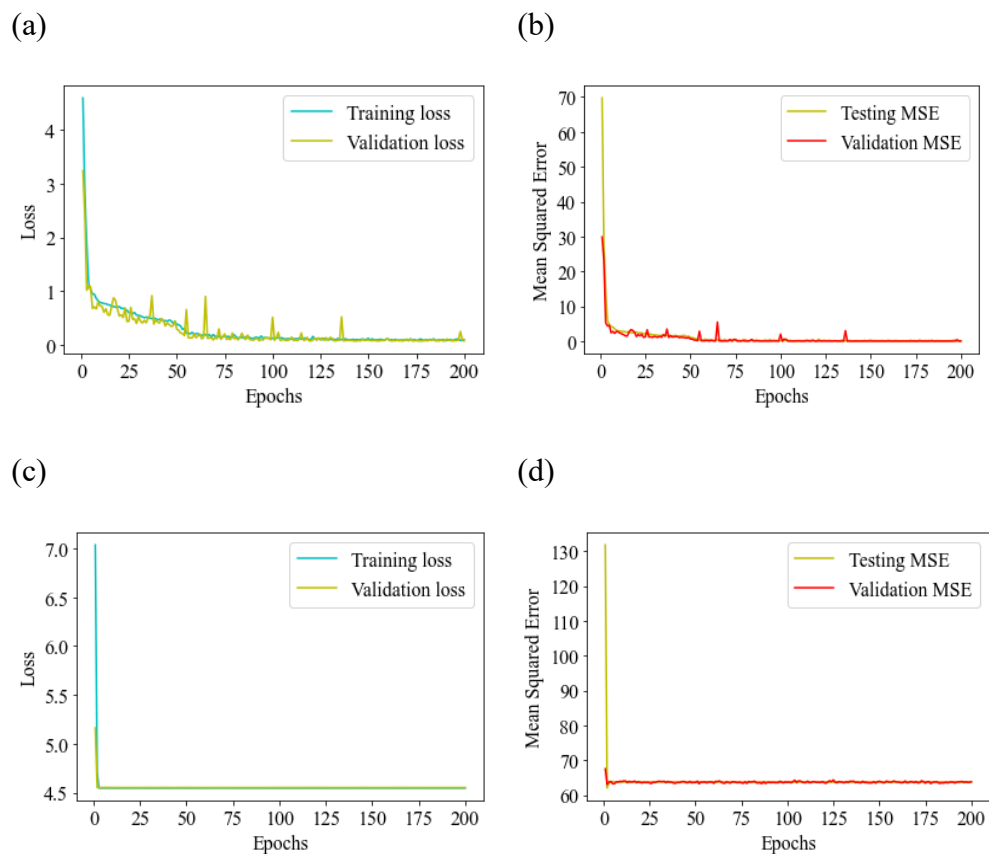 (a)
(b)
Training loss
Validation loss
4
3
2
1
0
Loss
0 25 50 75 100 125 150 175 200
Epochs
Testing MSE
Validation MSE
70
60
50
40
30
20
10
0
Mean Squared Error
0 25 50 75 100 125 150 175 200
Epochs
(c)
(d)
Training loss
Validation loss
7.0
6.5
6.0
5.5
5.0
4.5
Loss
0 25 50 75 100 125 150 175 200
Epochs
Testing MSE
Validation MSE
130
120
110
100
90
80
70
60
Mean Squared Error
0 25 50 75 100 125 150 175 200
Epochs